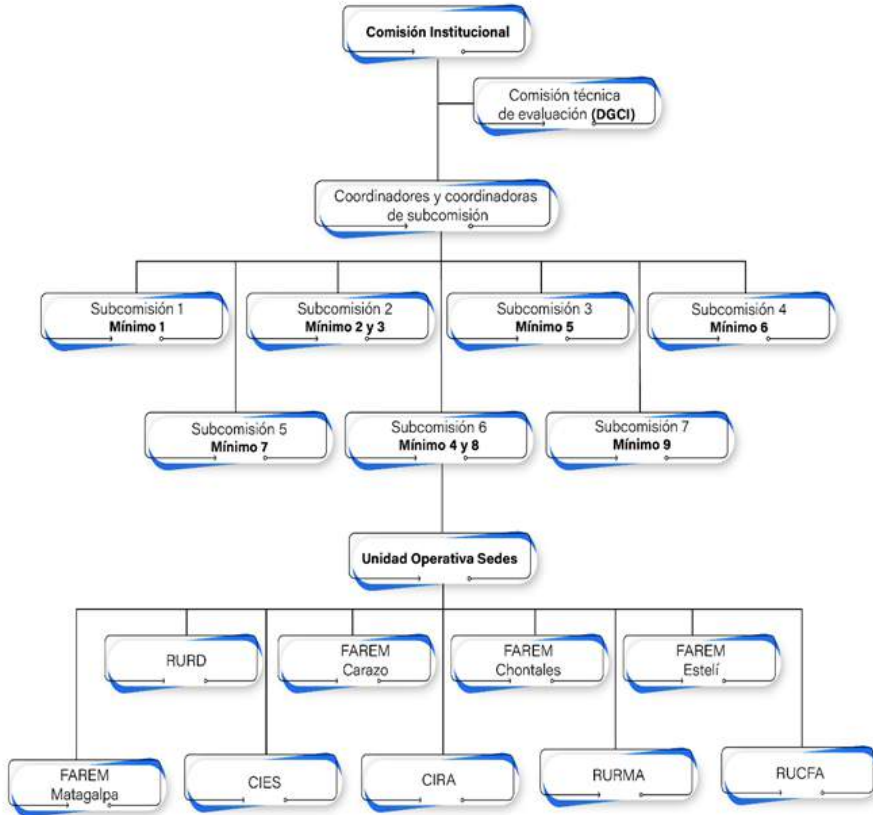 Comisión Institucional
Comisión técnica
de evaluación (DGCI)
Coordinadores y coordinadoras
de subcomisión
Subcomisión 1
Mínimo 1
Subcomisión 2
Mínimo 2 y 3
Subcomisión 3
Mínimo 5
Subcomisión 4
Mínimo 6
Subcomisión 5
Mínimo 7
Subcomisión 6
Mínimo 4 y 8
Subcomisión 7
Mínimo 9
Unidad Operativa Sedes
RURD
FAREM
Carazo
FAREM
Chontales
FAREM
Estelí
FAREM
Matagalpa
CIES
CIRA
RURMA
RUCFA